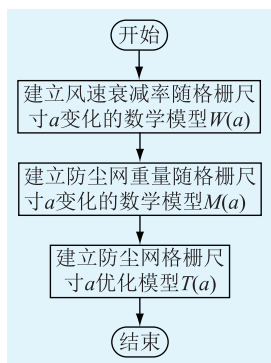 开始
建立风速衰减率随格栅尺
寸a变化的数学模型W(a)
建立防尘网重量随格栅尺
寸a变化的数学模型M(a)
建立防尘网格栅尺
寸a优化模型T(a)
结束